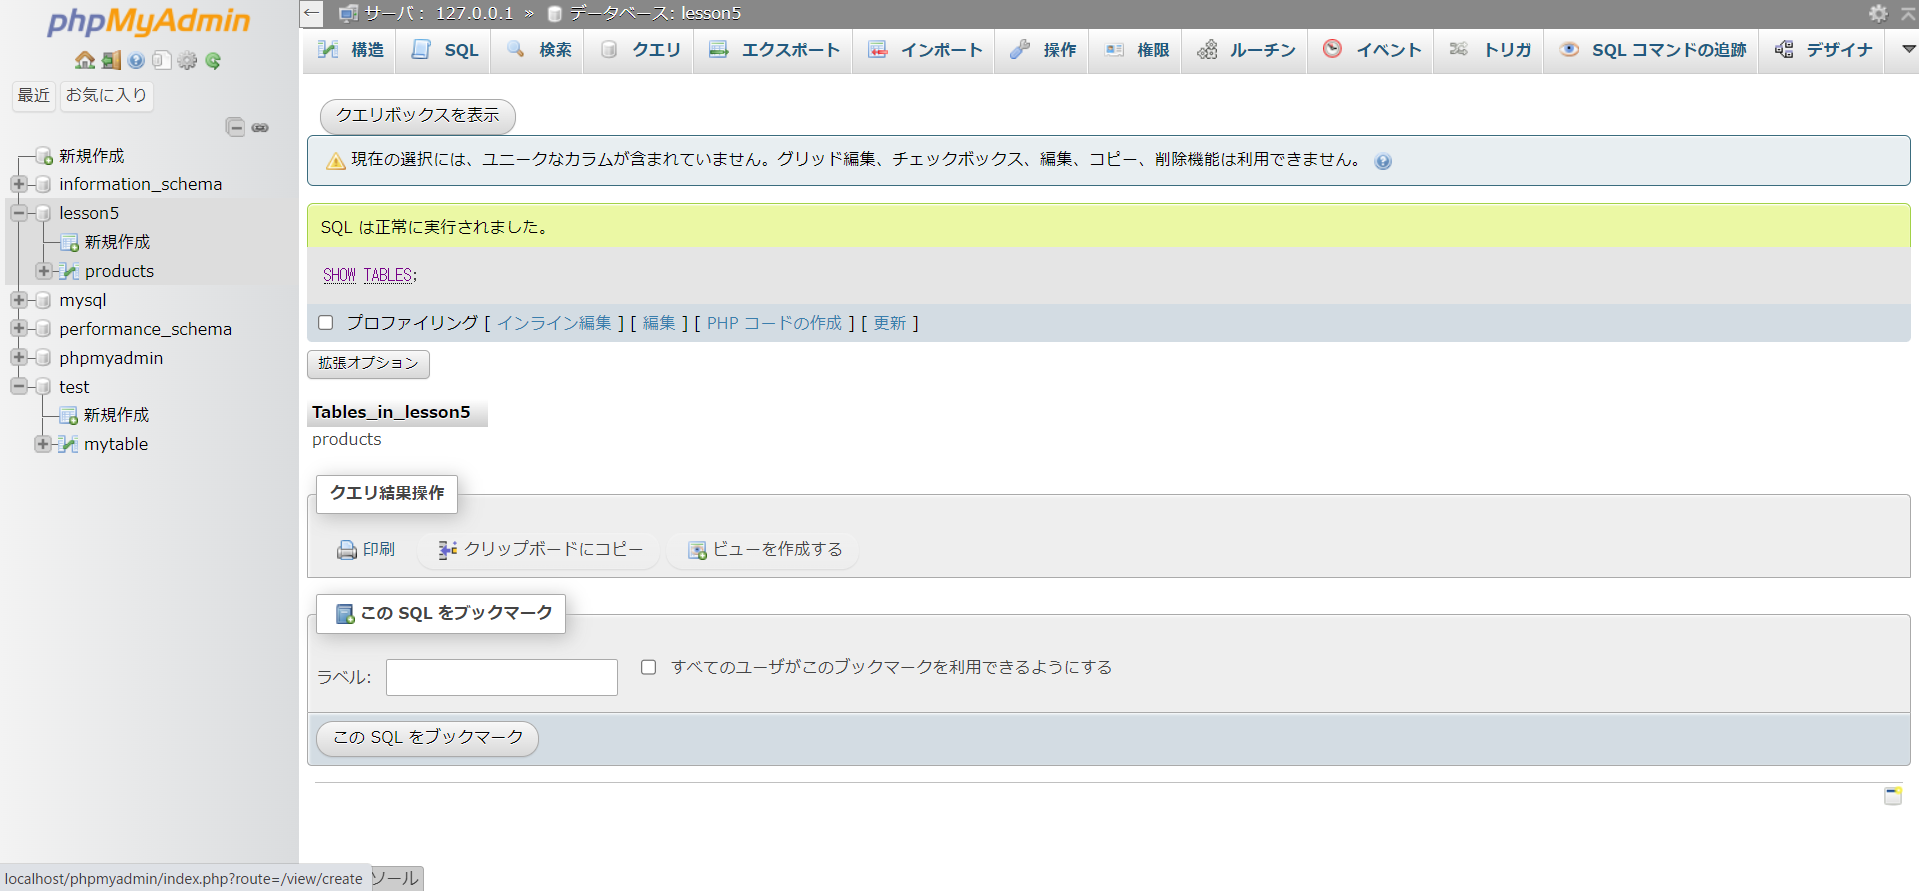 phpMyAdmin
最近 お気に入り
新規作成
information_schema
lesson5
新規作成
products
mysql
performance_schema
phpmyadmin
test
新規作成
mytable
← サーバ： 127.0.0.1 » データベース: lesson5
構造 SQL 検索 クエリ エクスポート インポート 操作 権限 ルーチン イベント トリガ SQL コマンドの追跡 デザイナ
クエリボックスを表示
現在の選択には、ユニークなカラムが含まれていません。グリッド編集、チェックボックス、編集、コピー、削除機能は利用できません。
SQL は正常に実行されました。
SHOW TABLES;
プロファイリング [ インライン編集 ] [ 編集 ] [ PHP コードの作成 ] [ 更新 ]
拡張オプション
Tables_in_lesson5
products
クエリ結果操作
印刷 クリップボードにコピー ビューを作成する
この SQL をブックマーク
ラベル: すべてのユーザがこのブックマークを利用できるようにする
この SQL をブックマーク
localhost/phpmyadmin/index.php?route=/view/create ソール